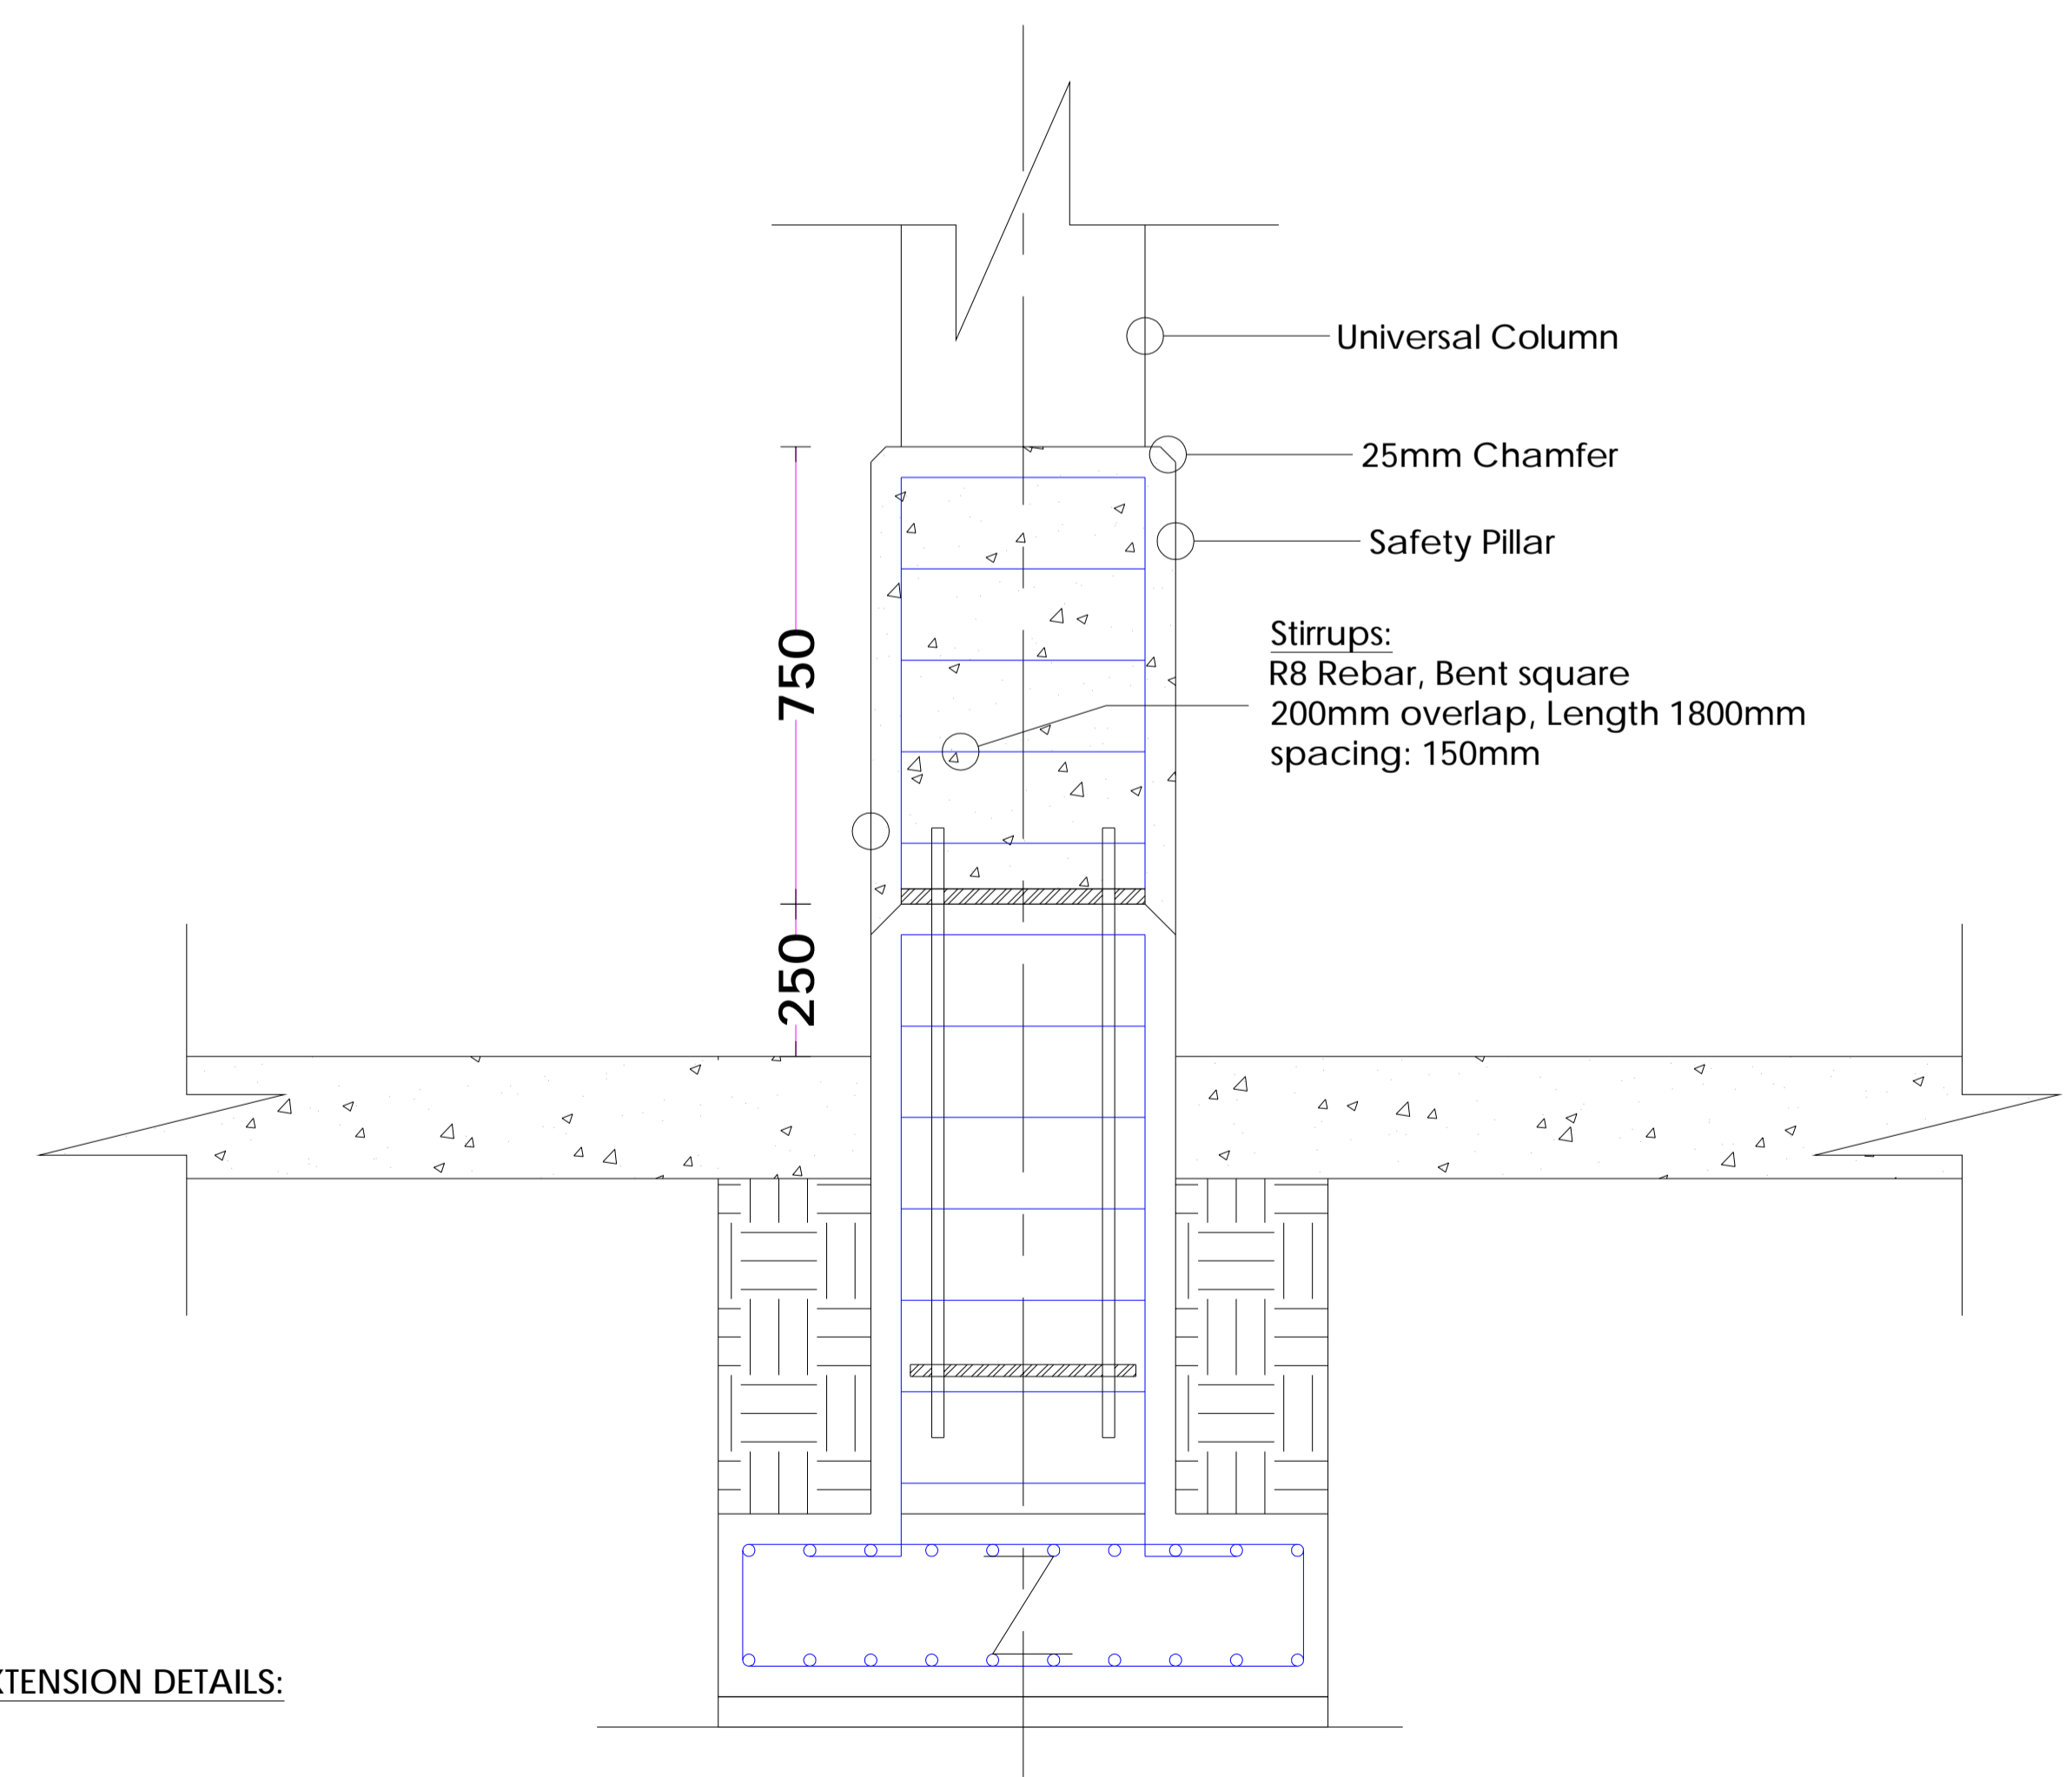 Universal Column
25mm Chamfer
Safety Pillar
750
Stirrups:
R8 Rebar, Bent square
200mm overlap, Length 1800mm
spacing: 150mm
250
TENSION DETAILS: